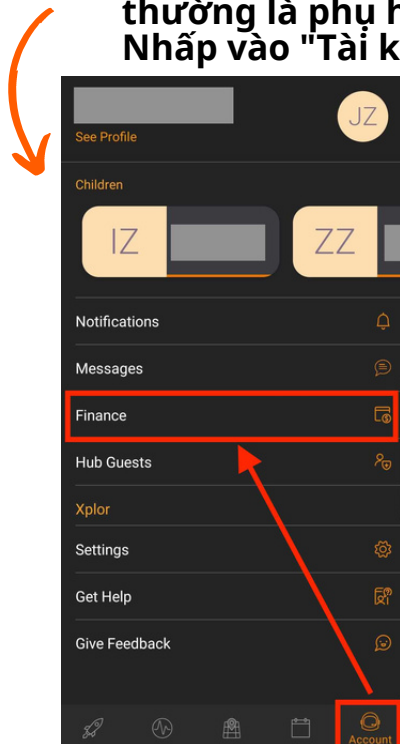 thường là phụ h
Nhấp vào "Tài k
JZ
See Profile
Children
IZ
ZZ
Notifications
Messages
Finance
Hub Guests
Xplor
Settings
Get Help
Give Feedback
Account